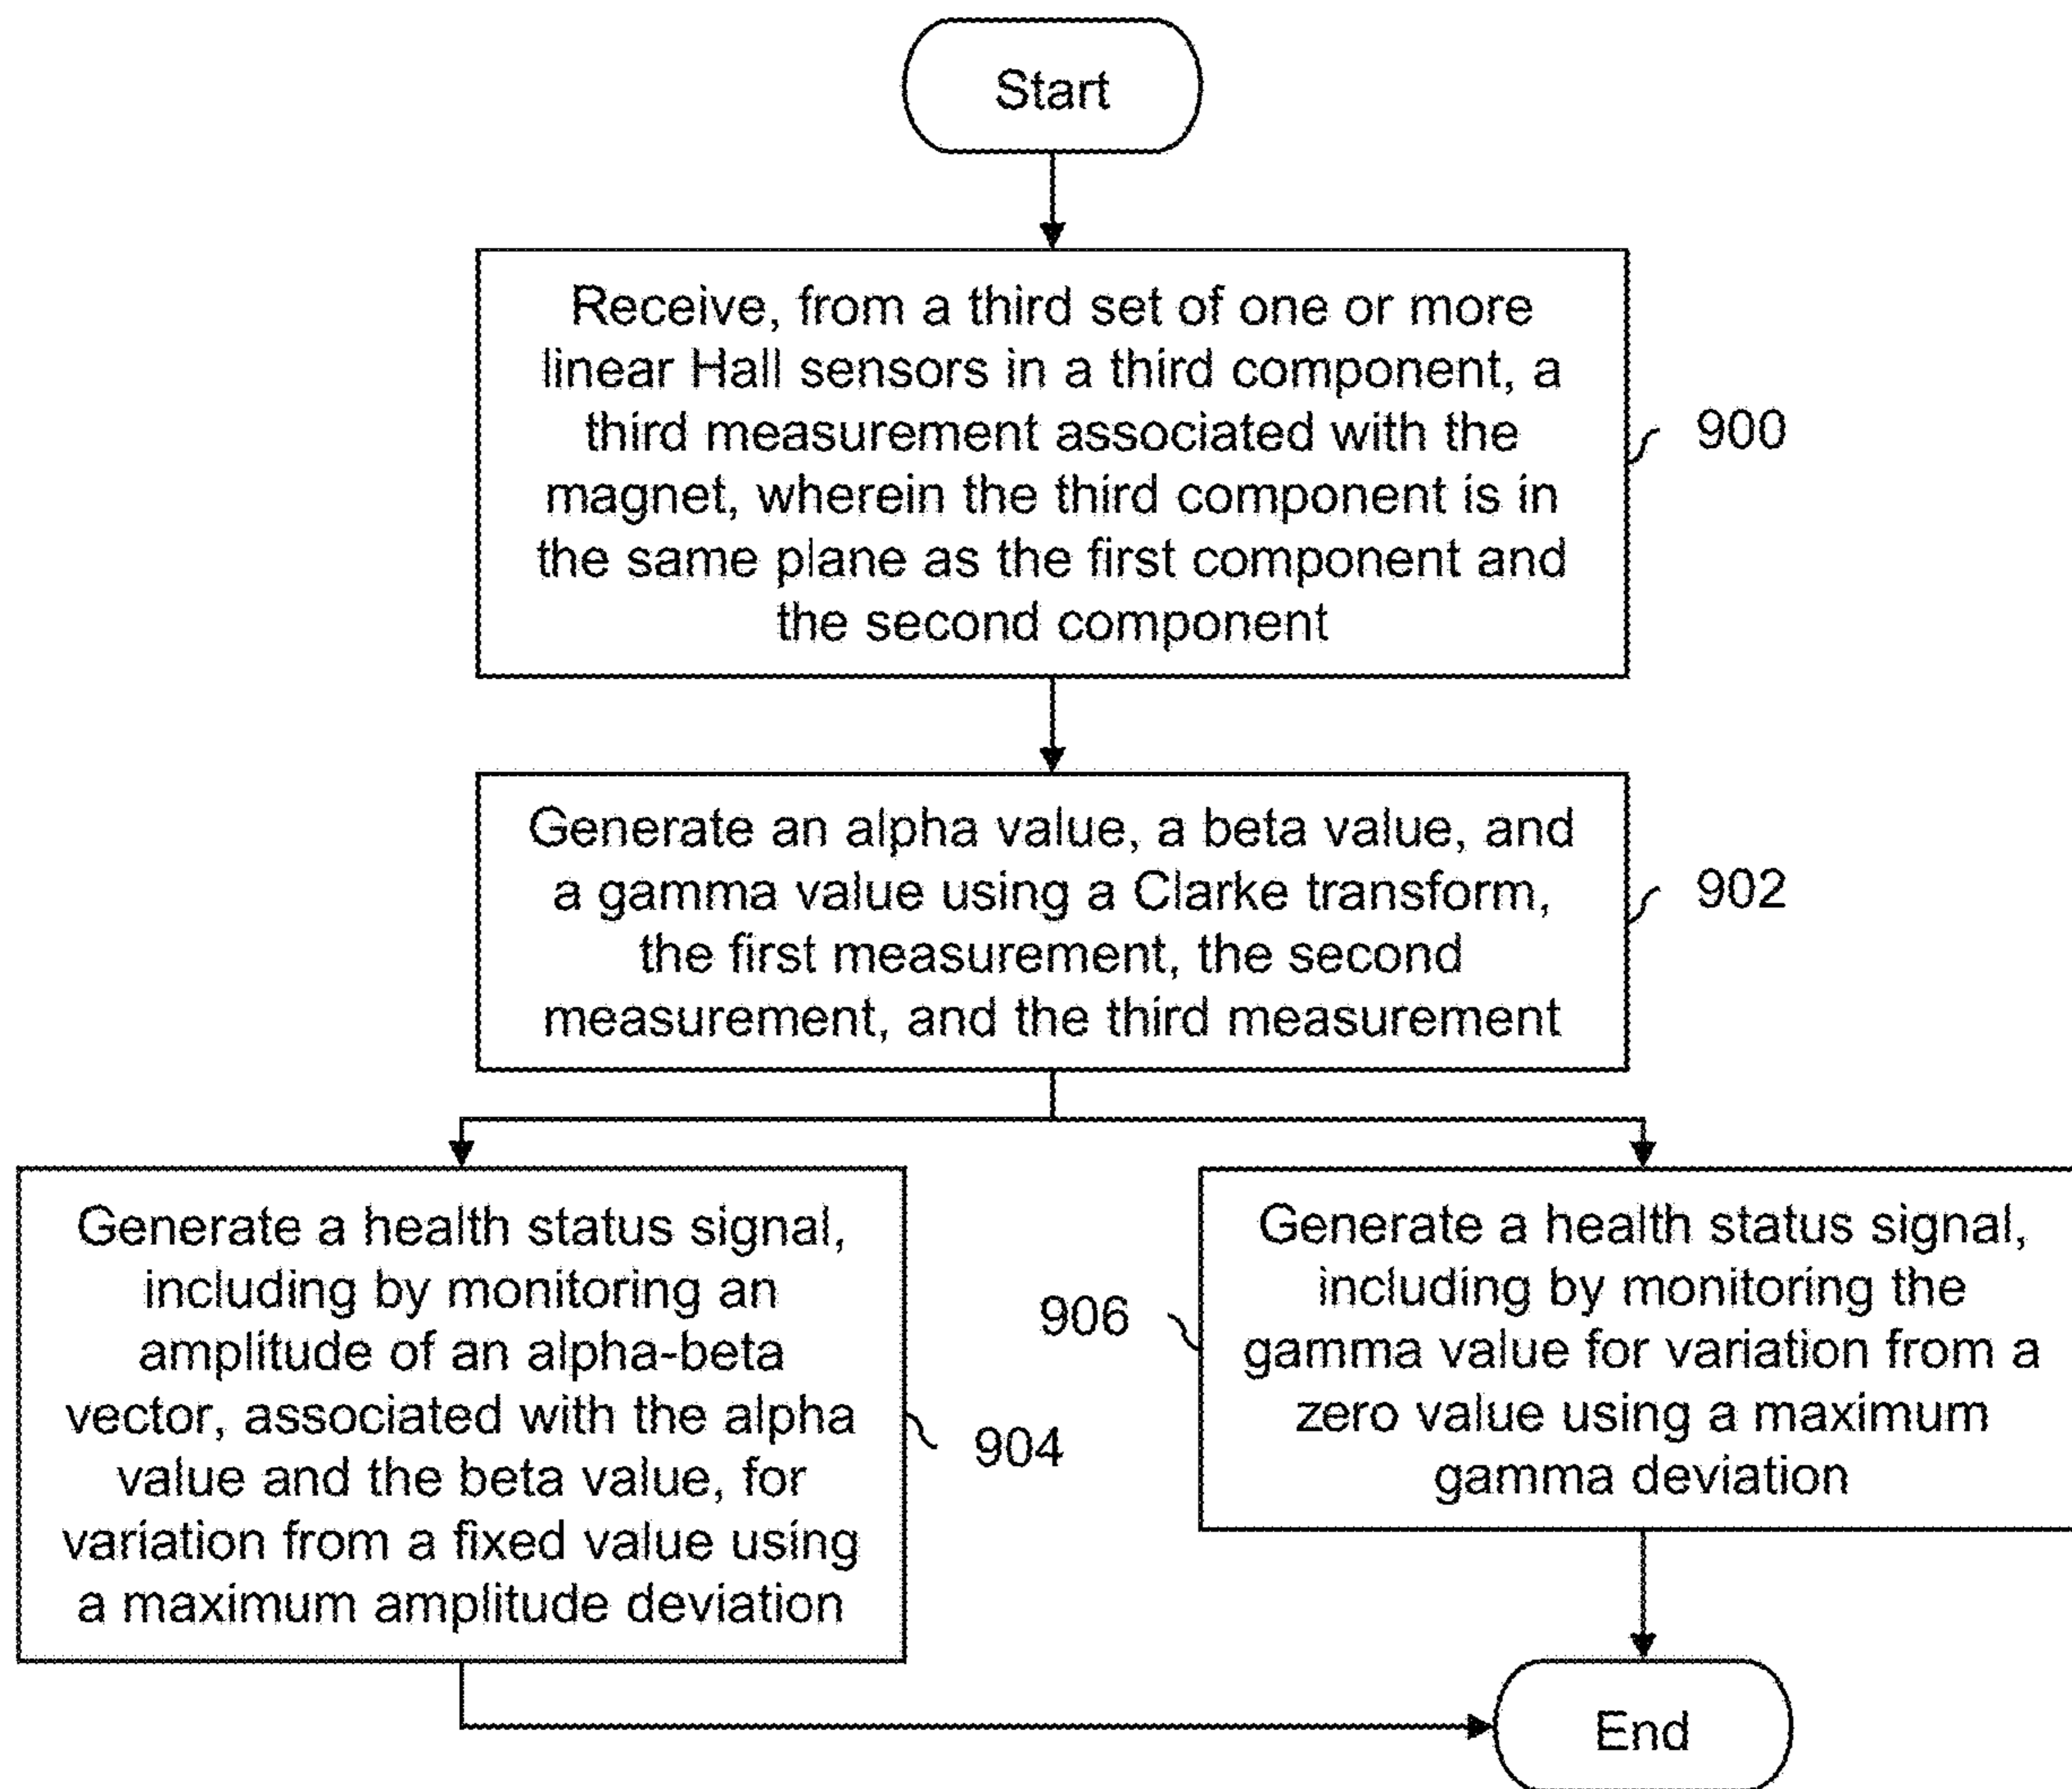 Start
Receive, from a third set of one or more
linear Hall sensors in a third component, a
third measurement associated with the
magnet, wherein the third component is in
the same plane as the first component and
the second component
900
Generate an alpha value, a beta value, and
a gamma value using a Clarke transform,
the first measurement, the second
measurement, and the third measurement
902
Generate a health status signal,
including by monitoring an
amplitude of an alpha-beta
vector, associated with the alpha
value and the beta value, for
variation from a fixed value using
a maximum amplitude deviation
904
906
Generate a health status signal,
including by monitoring the
gamma value for variation from a
zero value using a maximum
gamma deviation
End